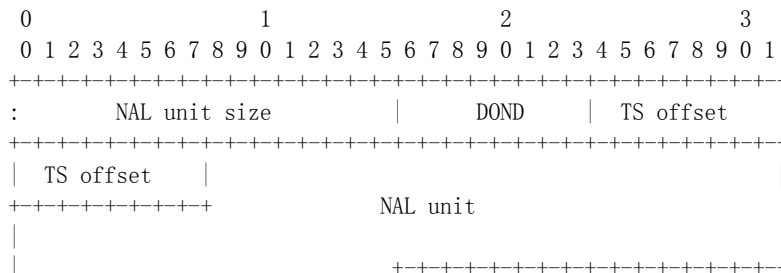 0                   1                   2                   3
0 1 2 3 4 5 6 7 8 9 0 1 2 3 4 5 6 7 8 9 0 1 2 3 4 5 6 7 8 9 0 1
+-+-+-+-+-+-+-+-+-+-+-+-+-+-+-+-+-+-+-+-+-+-+-+-+-+-+-+-+-+-+-+-
:        NAL unit size          |      DOND     |  TS offset
+-+-+-+-+-+-+-+-+-+-+-+-+-+-+-+-+-+-+-+-+-+-+-+-+-+-+-+-+-+-+-+-
|  TS offset    |                                               |
+-+-+-+-+-+-+-+-+              NAL unit
|
|                               +-+-+-+-+-+-+-+-+-+-+-+-+-+-+-+-